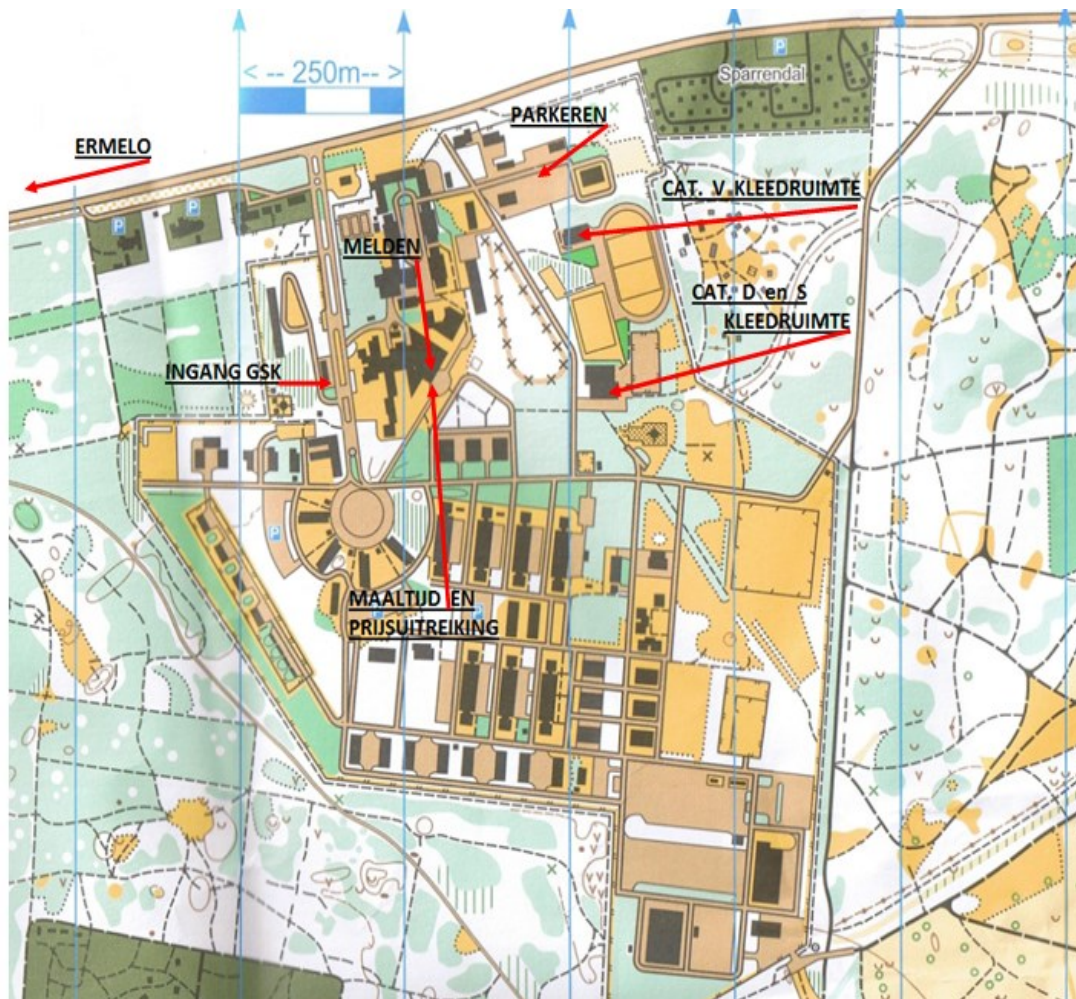 < -- 250m-- >
Sparrendal
P
PARKEREN
ERMELO
CAT. V KLEEDRUIMTE
P
P
MELDEN
CAT. D en S
KLEEDRUIMTE
INGANG GSK
P
MAALTIJD EN
P
P
PRIJSUITREIKING